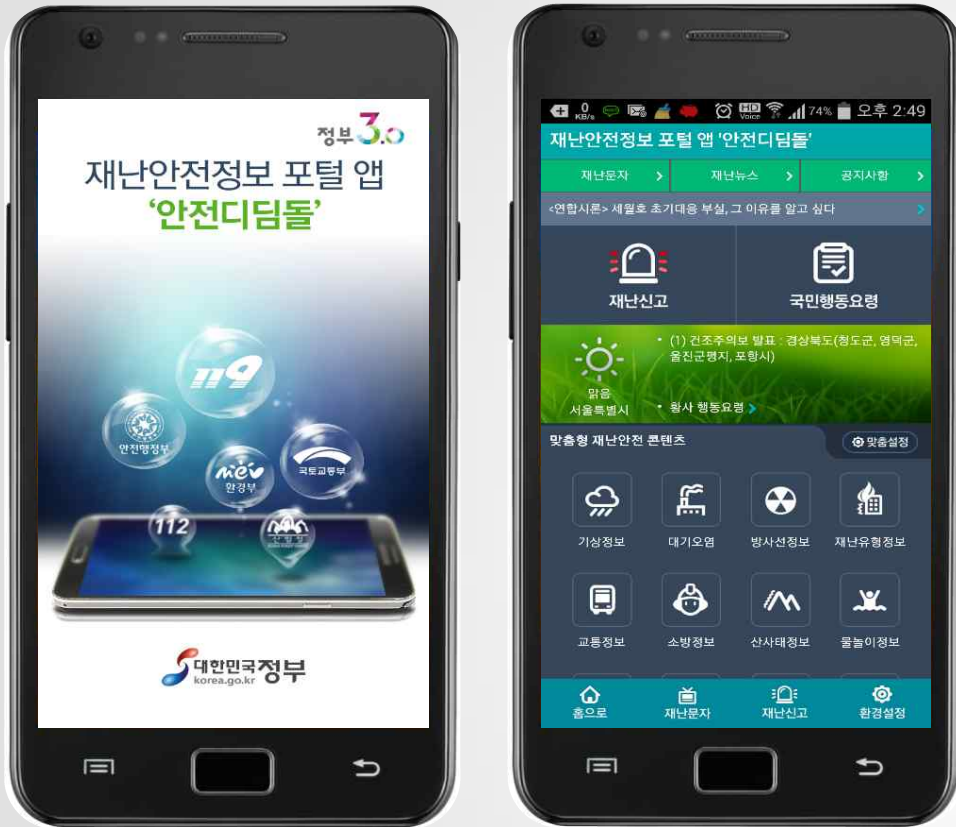 정부3.0
재난안전정보 포털 앱
‘안전디딤돌’
119
안전행정부
me
환경부
국토교통부
112
산림청
대한민국정부
korea.go.kr
0
KB/s
HD
Voice
74%
오후 2:49
재난안전정보 포털 앱 '안전디딤돌'
재난문자 >
재난뉴스 >
공지사항 >
<연합시론> 세월호 초기대응 부실, 그 이유를 알고 싶다 >
재난신고
국민행동요령
맑음
서울특별시
• (1) 건조주의보 발표 : 경상북도(청도군, 영덕군,
울진군평지, 포항시)
• 황사 행동요령 >
맞춤형 재난안전 콘텐츠
맞춤설정
기상정보
대기오염
방사선정보
재난유형정보
교통정보
소방정보
산사태정보
물놀이정보
홈으로
재난문자
재난신고
환경설정